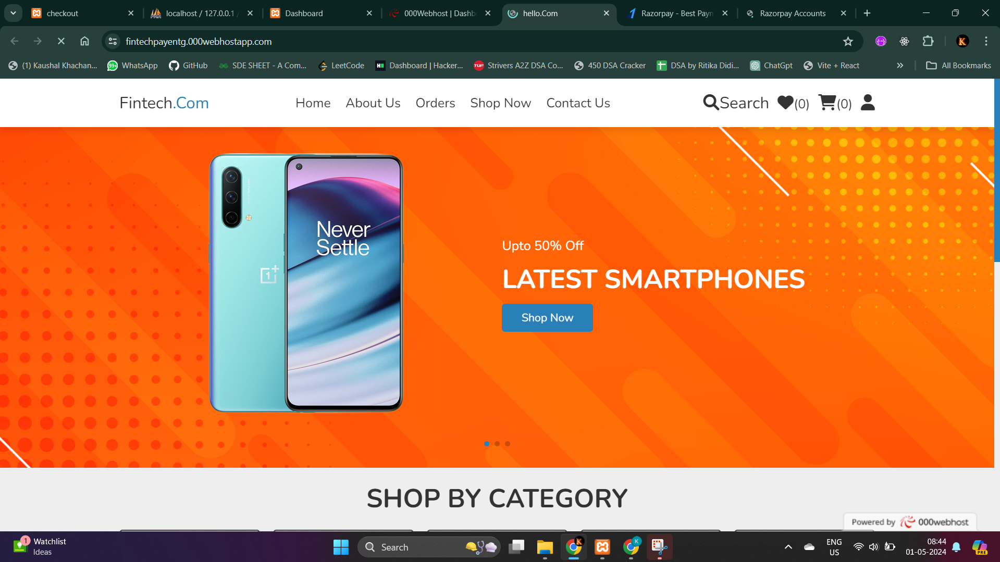 checkout
localhost / 127.0.0.1 /
Dashboard
000Webhost | Dashb
hello.Com
Razorpay - Best Payn
Razorpay Accounts
fintechpayentg.000webhostapp.com
(1) Kaushal Khachan...
99+
WhatsApp
GitHub
SDE SHEET - A Com...
LeetCode
Dashboard | Hacker...
TUF
Strivers A2Z DSA Co...
450 DSA Cracker
DSA by Ritika Didi...
ChatGpt
Vite + React
All Bookmarks
Fintech.Com
Home
About Us
Orders
Shop Now
Contact Us
Search
(0)
(0)
Never
Settle
Upto 50% Off
LATEST SMARTPHONES
Shop Now
SHOP BY CATEGORY
Powered by 000webhost
1
Watchlist
Ideas
Search
K
K
ENG
US
08:44
01-05-2024
PRE